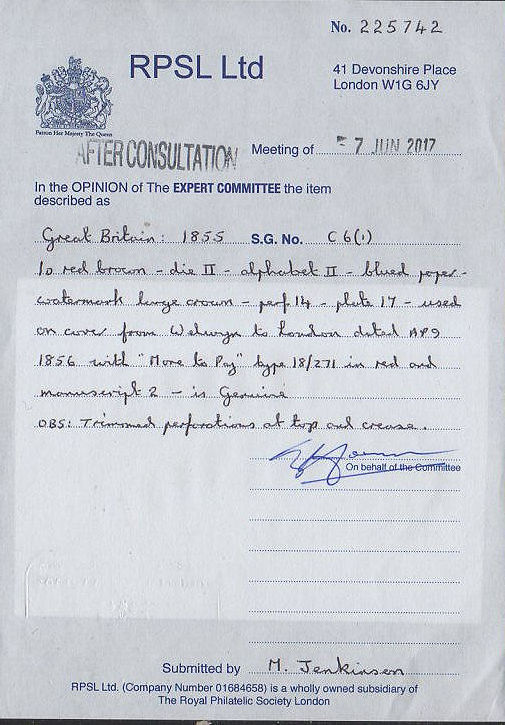 No. 225742
RPSL Ltd
41 Devonshire Place
London W1G 6JY
Patron Her Majesty The Queen
AFTER CONSULTATION
Meeting of - 7 JUN 2017
In the OPINION of The EXPERT COMMITTEE the item
described as
Great Britain: 1855 S.G. No. C6(1)
1d red brown - die II - alphabet II - blued paper -
watermark large crown - perf 14 - plate 17 - used
on cover from Welwyn to London dated AP9
1856 with "More to Pay" type 18/271 in red and
manuscript 2 - is Genuine
OBS: Trimmed perforations at top and crease.
On behalf of the Committee
Submitted by M. Jenkinson
RPSL Ltd. (Company Number 01684658) is a wholly owned subsidiary of
The Royal Philatelic Society London